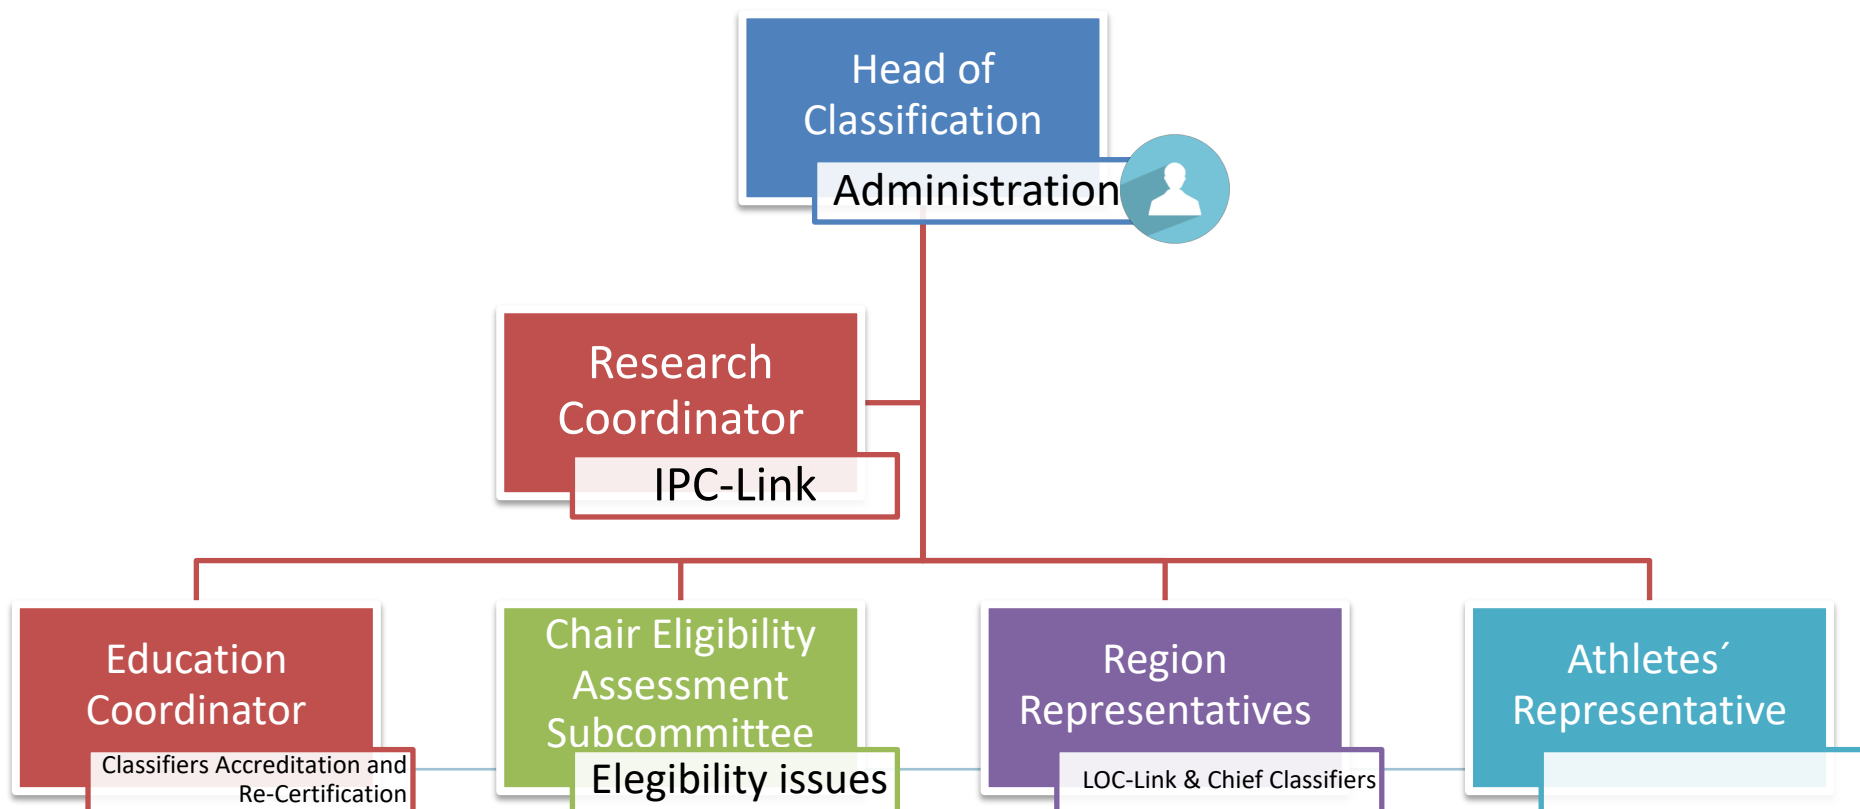 Head of
Classification
Administration
Research
Coordinator
IPC-Link
Education
Coordinator
Classifiers Accreditation and
Re-Certification
Chair Eligibility
Assessment
Subcommittee
Elegibility issues
Region
Representatives
LOC-Link & Chief Classifiers
Athletes´
Representative